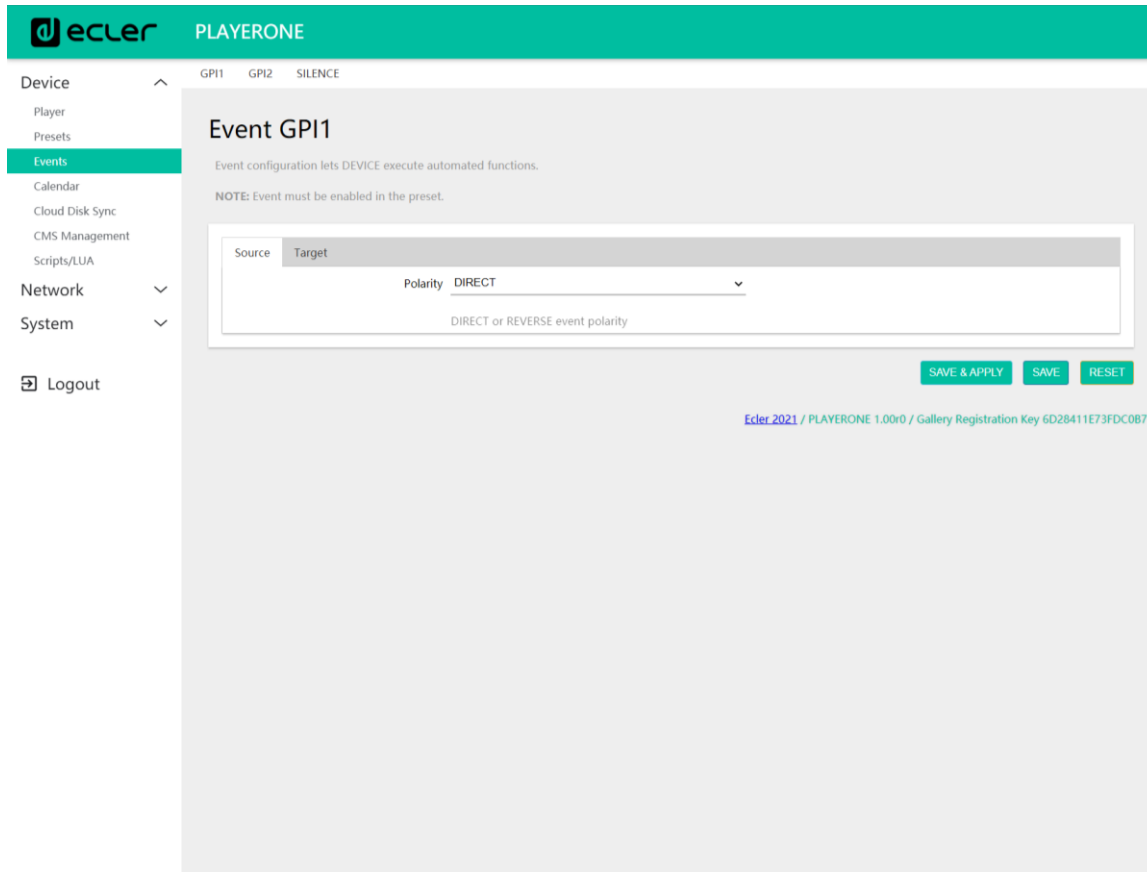 ecler
PLAYERONE
Device
Player
Presets
Events
Calendar
Cloud Disk Sync
CMS Management
Scripts/LUA
Network
System
Logout
GPI1 GPI2 SILENCE
Event GPI1
Event configuration lets DEVICE execute automated functions.
NOTE: Event must be enabled in the preset.
Source Target
Polarity DIRECT
DIRECT or REVERSE event polarity
SAVE & APPLY SAVE RESET
Ecler 2021 / PLAYERONE 1.00r0 / Gallery Registration Key 6D28411E73FDC0B7